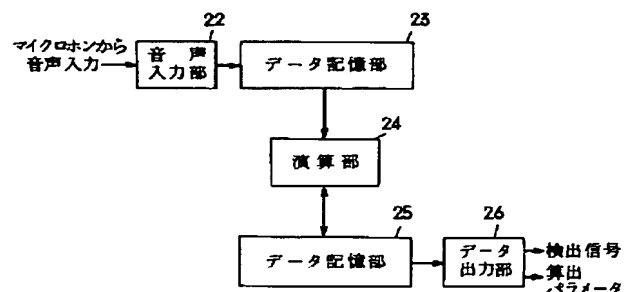 22
23
マイクロホンから
音声入力
音声
入力部
データ記憶部
24
演算部
25
26
データ記憶部
データ
出力部
検出信号
算出
パラメータ